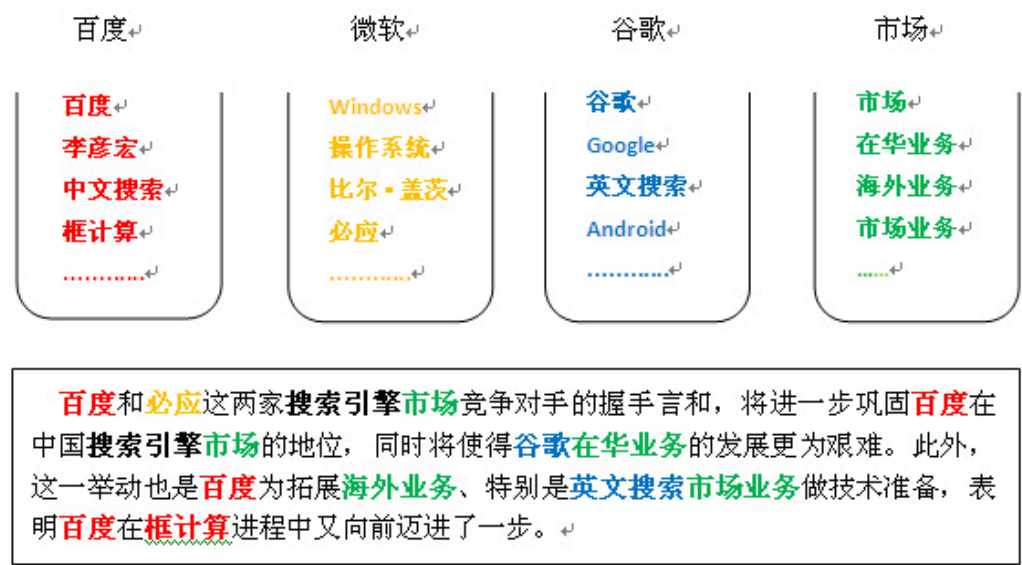 百度 微软 谷歌 市场
百度 Windows 谷歌 市场
李彦宏 操作系统 Google 在华业务
中文搜索 比尔·盖茨 英文搜索 海外业务
框计算 必应 Android 市场业务
………… ………… ………… ……
百度和必应这两家搜索引擎市场竞争对手的握手言和，将进一步巩固百度在
中国搜索引擎市场的地位，同时将使得谷歌在华业务的发展更为艰难。此外，
这一举动也是百度为拓展海外业务、特别是英文搜索市场业务做技术准备，表
明百度在框计算进程中又向前迈进了一步。